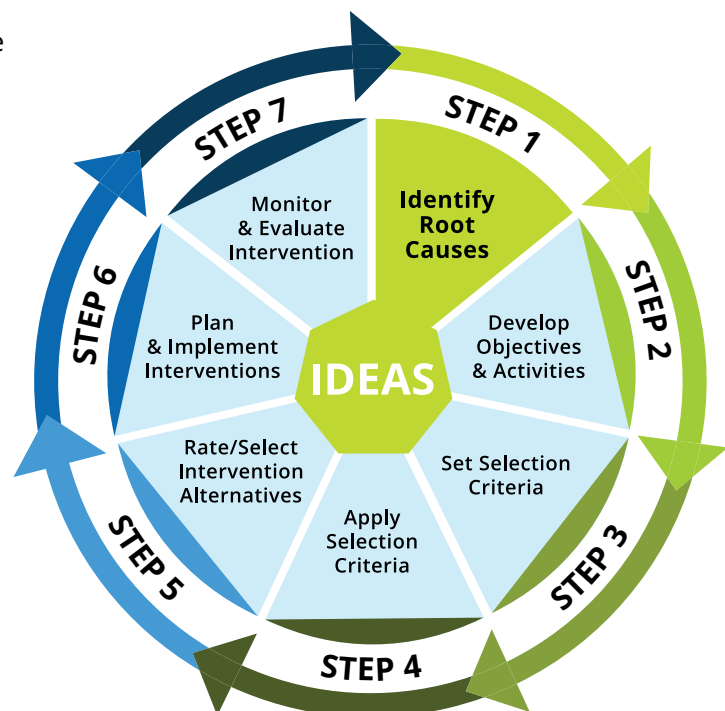 e
STEP 1
Identify
Root
Causes
STEP 2
Develop
Objectives
& Activities
STEP 3
Set Selection
Criteria
STEP 4
Apply
Selection
Criteria
STEP 5
Rate/Select
Intervention
Alternatives
STEP 6
Plan
& Implement
Interventions
STEP 7
Monitor
& Evaluate
Intervention
IDEAS